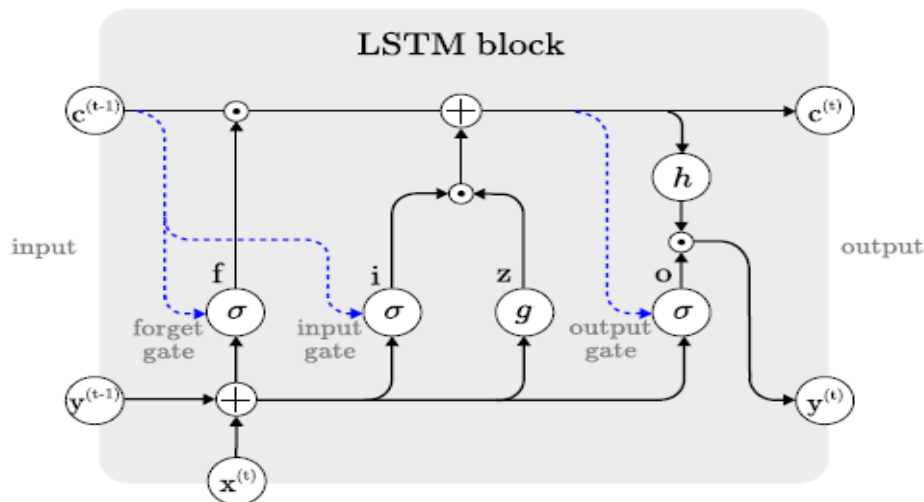 LSTM block
c^(t-1)
c^(t)
h
input
output
f
i
z
o
σ
σ
g
σ
forget
gate
input
gate
output
gate
y^(t-1)
y^(t)
x^(t)